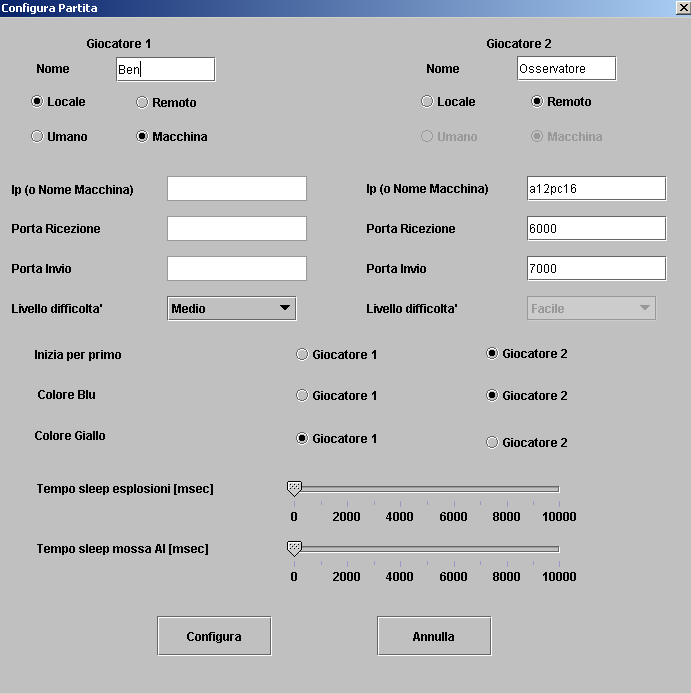 Configura Partita
Giocatore 1 Giocatore 2
Nome Ben Nome Osservatore
Locale Remoto Locale Remoto
Umano Macchina Umano Macchina
Ip (o Nome Macchina) Ip (o Nome Macchina) a12pc16
Porta Ricezione Porta Ricezione 6000
Porta Invio Porta Invio 7000
Livello difficolta' Medio Livello difficolta' Facile
Inizia per primo Giocatore 1 Giocatore 2
Colore Blu Giocatore 1 Giocatore 2
Colore Giallo Giocatore 1 Giocatore 2
Tempo sleep esplosioni [msec]
0 2000 4000 6000 8000 10000
Tempo sleep mossa AI [msec]
0 2000 4000 6000 8000 10000
Configura Annulla